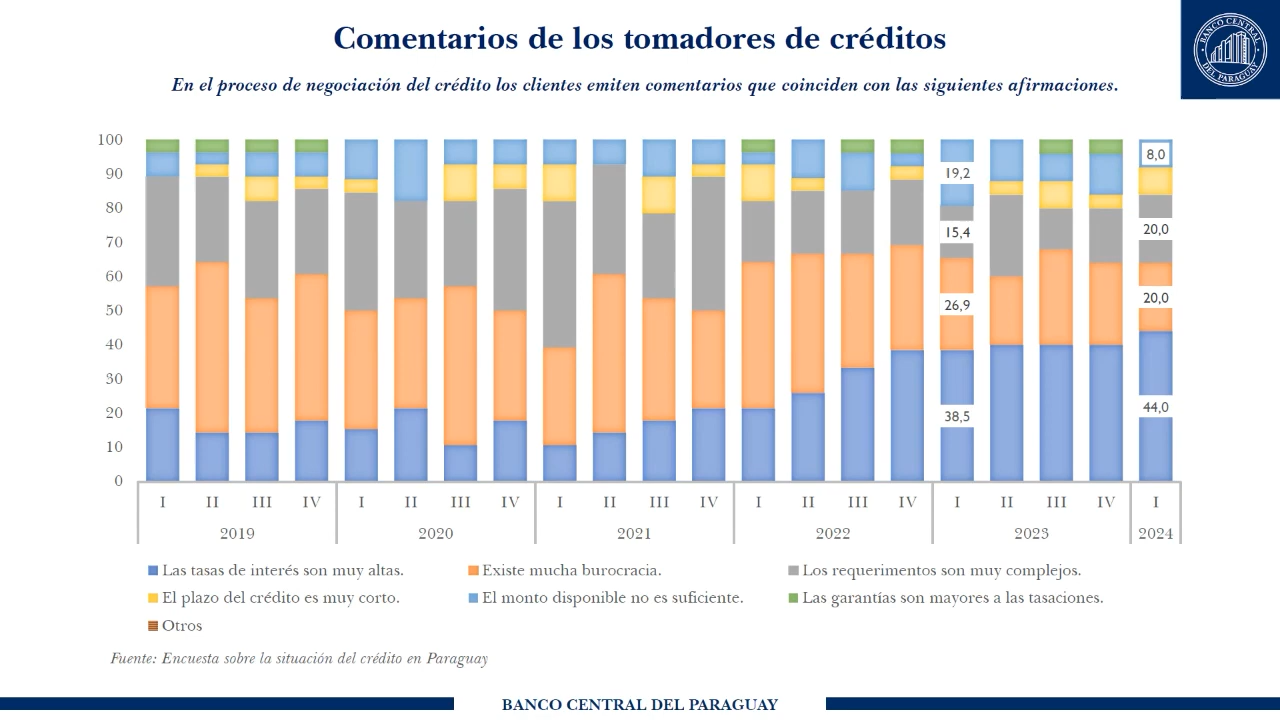 Comentarios de los tomadores de créditos
BANCO CENTRAL
DEL PARAGUAY
En el proceso de negociación del crédito los clientes emiten comentarios que coinciden con las siguientes afirmaciones.
100
90
80
70
60
50
40
30
20
10
0
19,2
15,4
26,9
38,5
8,0
20,0
20,0
44,0
I II III IV I II III IV I II III IV I II III IV I II III IV I
2019 2020 2021 2022 2023 2024
Las tasas de interés son muy altas. Existe mucha burocracia. Los requerimentos son muy complejos.
El plazo del crédito es muy corto. El monto disponible no es suficiente. Las garantías son mayores a las tasaciones.
Otros
Fuente: Encuesta sobre la situación del crédito en Paraguay
BANCO CENTRAL DEL PARAGUAY